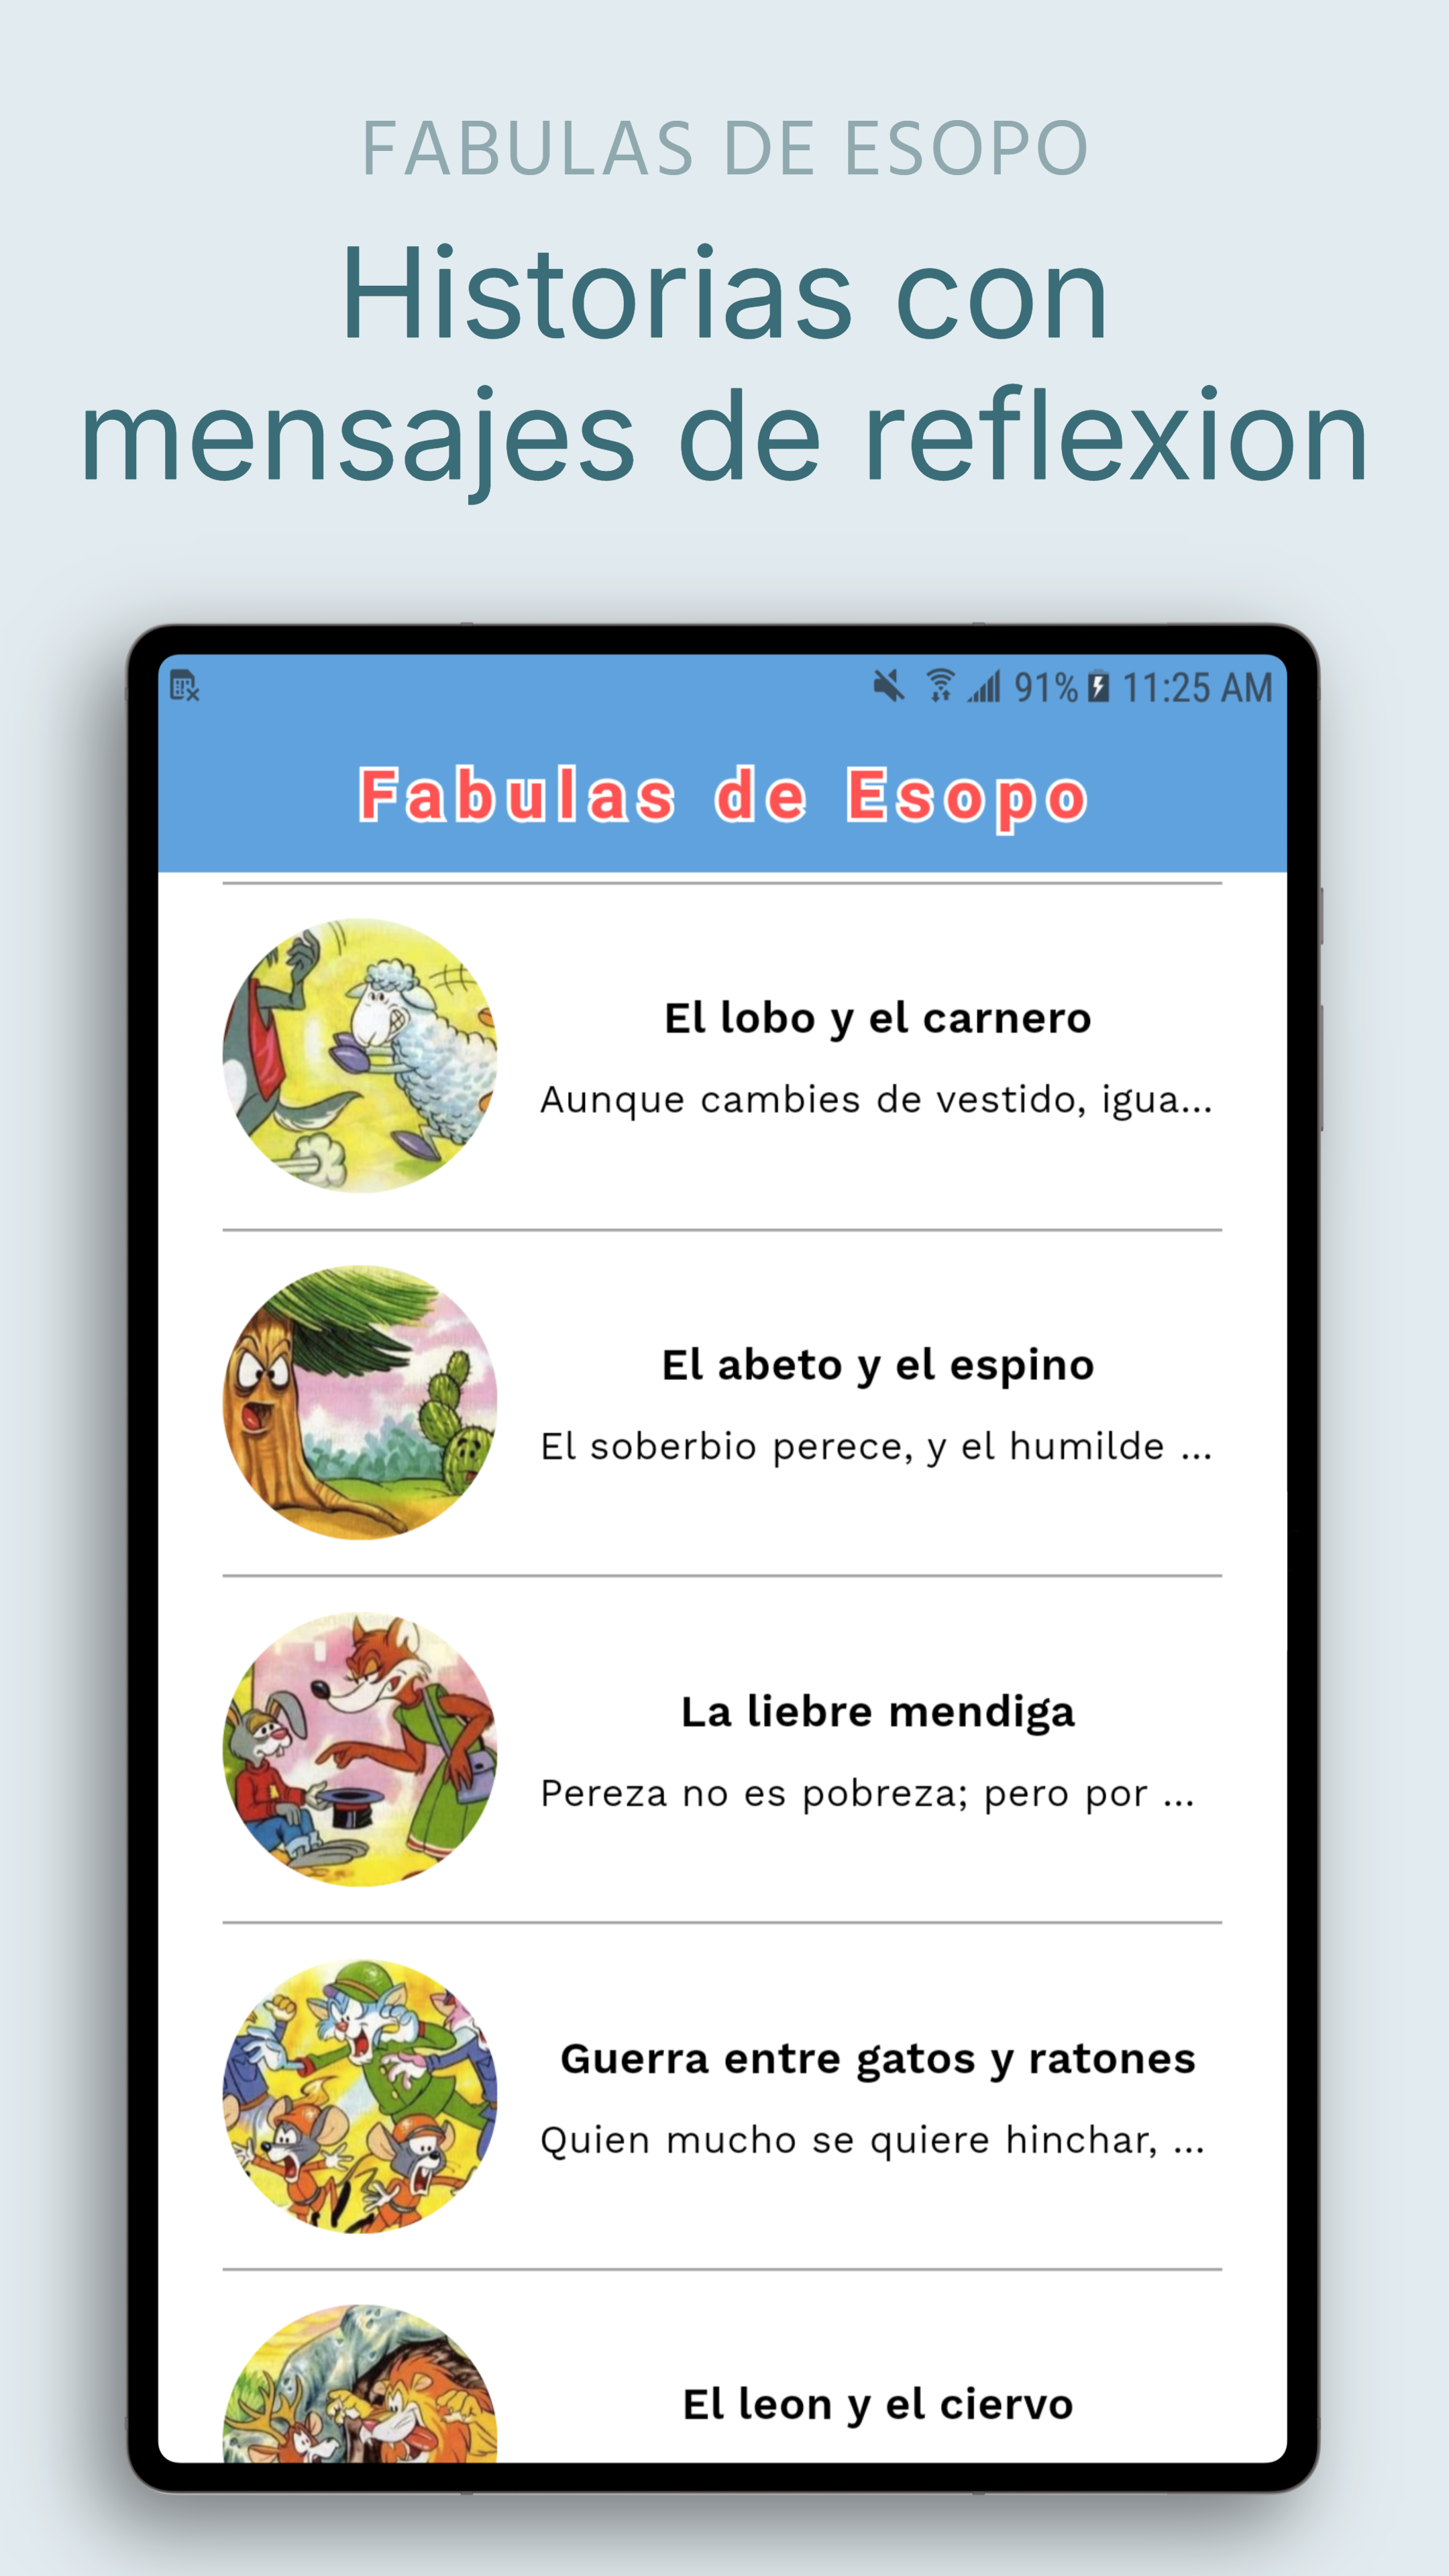 FABULAS DE ESOPO
Historias con
mensajes de reflexion
91% 11:25 AM
Fabulas de Esopo
El lobo y el carnero
Aunque cambies de vestido, igua...
El abeto y el espino
El soberbio perece, y el humilde ...
La liebre mendiga
Pereza no es pobreza; pero por ...
Guerra entre gatos y ratones
Quien mucho se quiere hinchar, ...
El leon y el ciervo